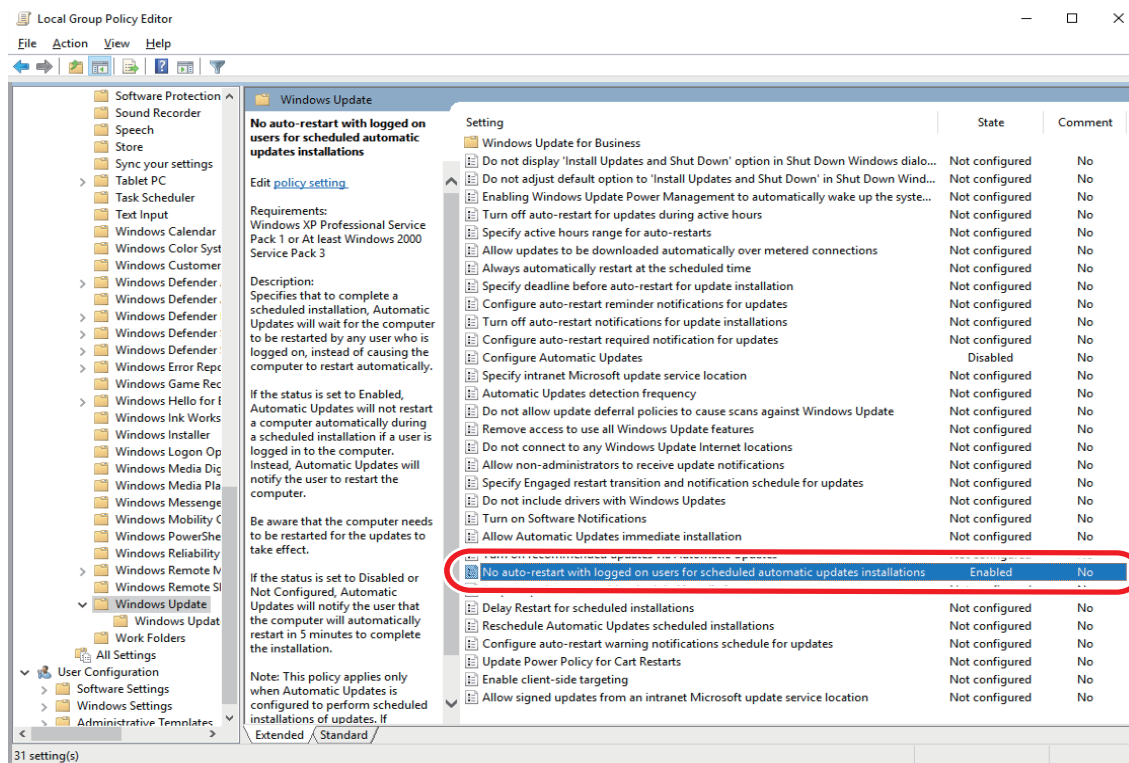 Local Group Policy Editor
File Action View Help
Software Protection
Sound Recorder
Speech
Store
Sync your settings
Tablet PC
Task Scheduler
Text Input
Windows Calendar
Windows Color Syst
Windows Customer
Windows Defender
Windows Defender
Windows Defender
Windows Defender
Windows Defender
Windows Error Repo
Windows Game Rec
Windows Hello for B
Windows Ink Works
Windows Installer
Windows Logon Op
Windows Media Dig
Windows Media Pla
Windows Messenge
Windows Mobility C
Windows PowerShe
Windows Reliability
Windows Remote M
Windows Remote Sh
Windows Update
Windows Updat
Work Folders
All Settings
User Configuration
Software Settings
Windows Settings
Administrative Templates
Windows Update
No auto-restart with logged on
users for scheduled automatic
updates installations
Edit policy setting
Requirements:
Windows XP Professional Service
Pack 1 or At least Windows 2000
Service Pack 3
Description:
Specifies that to complete a
scheduled installation, Automatic
Updates will wait for the computer
to be restarted by any user who is
logged on, instead of causing the
computer to restart automatically.
If the status is set to Enabled,
Automatic Updates will not restart
a computer automatically during
a scheduled installation if a user is
logged in to the computer.
Instead, Automatic Updates will
notify the user to restart the
computer.
Be aware that the computer needs
to be restarted for the updates to
take effect.
If the status is set to Disabled or
Not Configured, Automatic
Updates will notify the user that
the computer will automatically
restart in 5 minutes to complete
the installation.
Note: This policy applies only
when Automatic Updates is
configured to perform scheduled
installations of updates. If
Setting State Comment
Windows Update for Business
Do not display 'Install Updates and Shut Down' option in Shut Down Windows dialo... Not configured No
Do not adjust default option to 'Install Updates and Shut Down' in Shut Down Wind... Not configured No
Enabling Windows Update Power Management to automatically wake up the syste... Not configured No
Turn off auto-restart for updates during active hours Not configured No
Specify active hours range for auto-restarts Not configured No
Allow updates to be downloaded automatically over metered connections Not configured No
Always automatically restart at the scheduled time Not configured No
Specify deadline before auto-restart for update installation Not configured No
Configure auto-restart reminder notifications for updates Not configured No
Turn off auto-restart notifications for update installations Not configured No
Configure auto-restart required notification for updates Not configured No
Configure Automatic Updates Disabled No
Specify intranet Microsoft update service location Not configured No
Automatic Updates detection frequency Not configured No
Do not allow update deferral policies to cause scans against Windows Update Not configured No
Remove access to use all Windows Update features Not configured No
Do not connect to any Windows Update Internet locations Not configured No
Allow non-administrators to receive update notifications Not configured No
Specify Engaged restart transition and notification schedule for updates Not configured No
Do not include drivers with Windows Updates Not configured No
Turn on Software Notifications Not configured No
Allow Automatic Updates immediate installation Not configured No
No auto-restart with logged on users for scheduled automatic updates installations Enabled No
Delay Restart for scheduled installations Not configured No
Reschedule Automatic Updates scheduled installations Not configured No
Configure auto-restart warning notifications schedule for updates Not configured No
Update Power Policy for Cart Restarts Not configured No
Enable client-side targeting Not configured No
Allow signed updates from an intranet Microsoft update service location Not configured No
Extended Standard
31 setting(s)